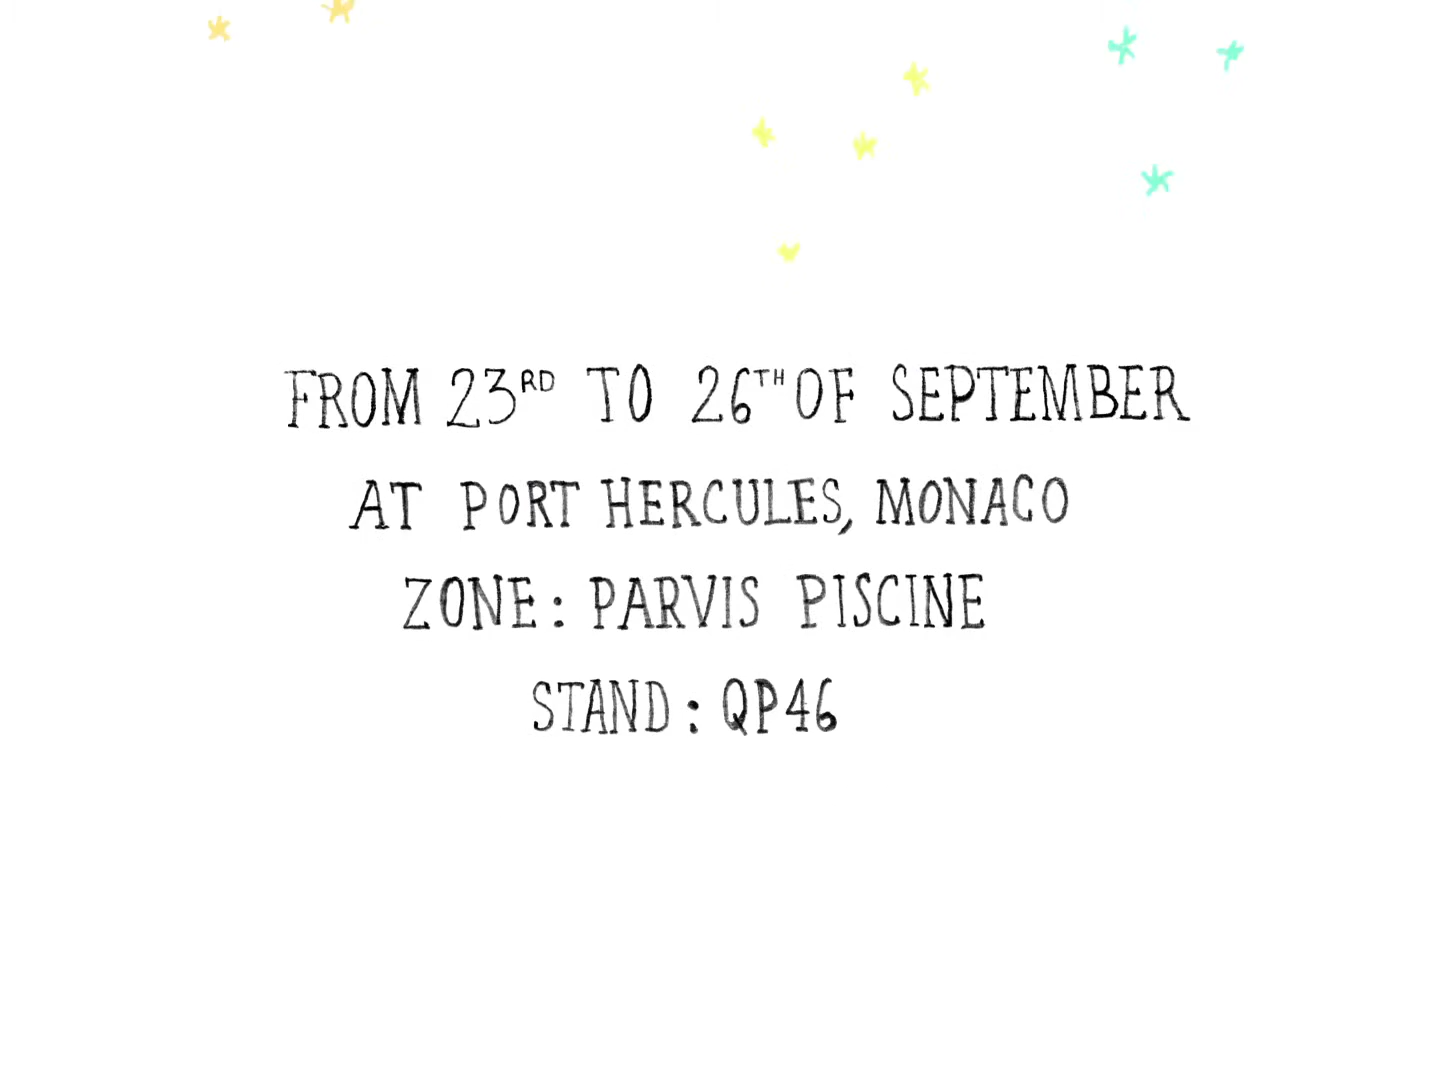 FROM 23RD TO 26TH OF SEPTEMBER
AT PORT HERCULES, MONACO
ZONE: PARVIS PISCINE
STAND: QP46